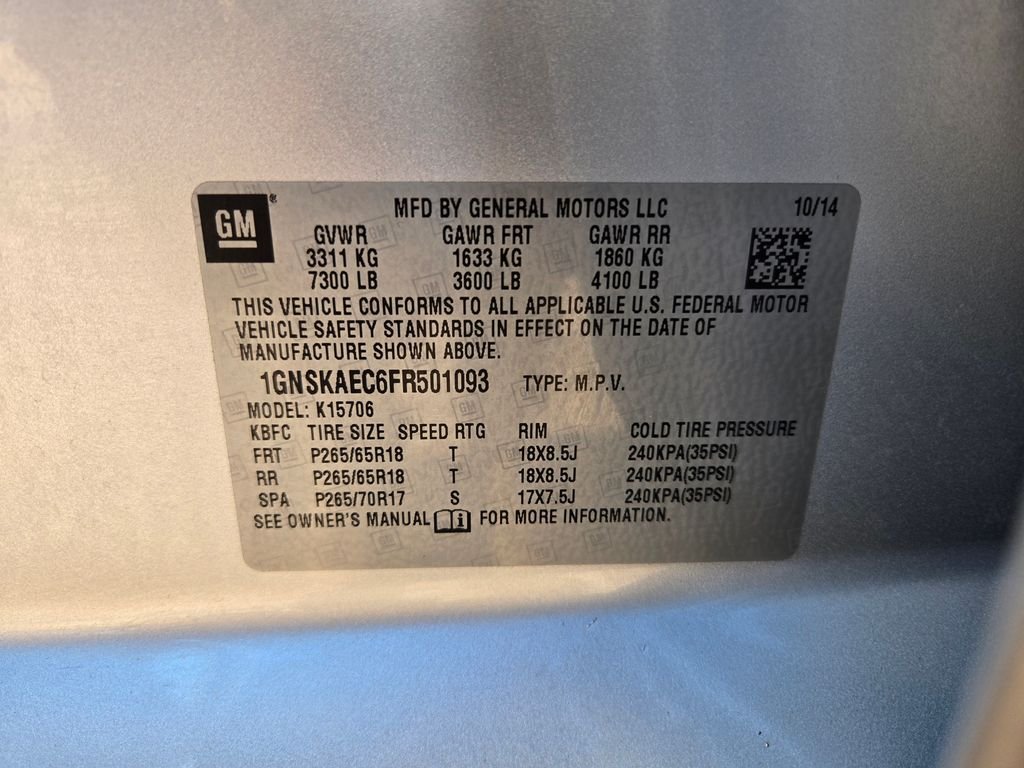 GM
MFD BY GENERAL MOTORS LLC 10/14
GVWR GAWR FRT GAWR RR
3311 KG 1633 KG 1860 KG
7300 LB 3600 LB 4100 LB
THIS VEHICLE CONFORMS TO ALL APPLICABLE U.S. FEDERAL MOTOR
VEHICLE SAFETY STANDARDS IN EFFECT ON THE DATE OF
MANUFACTURE SHOWN ABOVE.
1GNSKAEC6FR501093 TYPE: M.P.V.
MODEL: K15706
KBFC TIRE SIZE SPEED RTG RIM COLD TIRE PRESSURE
FRT P265/65R18 T 18X8.5J 240KPA(35PSI)
RR P265/65R18 T 18X8.5J 240KPA(35PSI)
SPA P265/70R17 S 17X7.5J 240KPA(35PSI)
SEE OWNER'S MANUAL i FOR MORE INFORMATION.